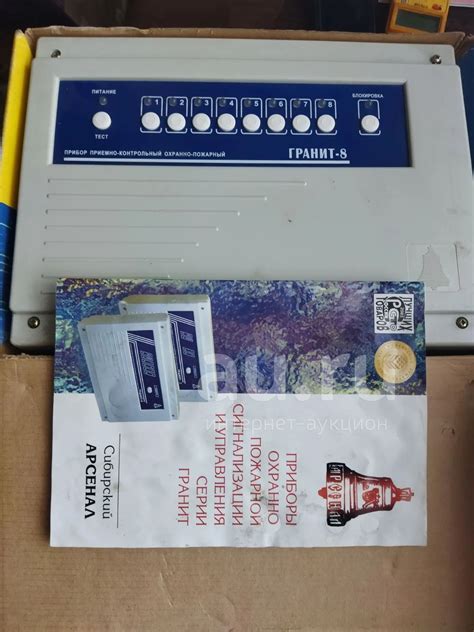 ПИТАНИЕ
1 2 3 4 5 6 7 8
БЛОКИРОВКА
ТЕСТ
ПРИБОР ПРИЕМНО-КОНТРОЛЬНЫЙ ОХРАННО-ПОЖАРНЫЙ
ГРАНИТ-8
au.ru
интернет-аукцион
ПРИБОРЫ
ОХРАННО
ПОЖАРНОЙ
СИГНАЛИЗАЦИИ
И УПРАВЛЕНИЯ
СЕРИИ
ГРАНИТ
Сибирский
АРСЕНАЛ